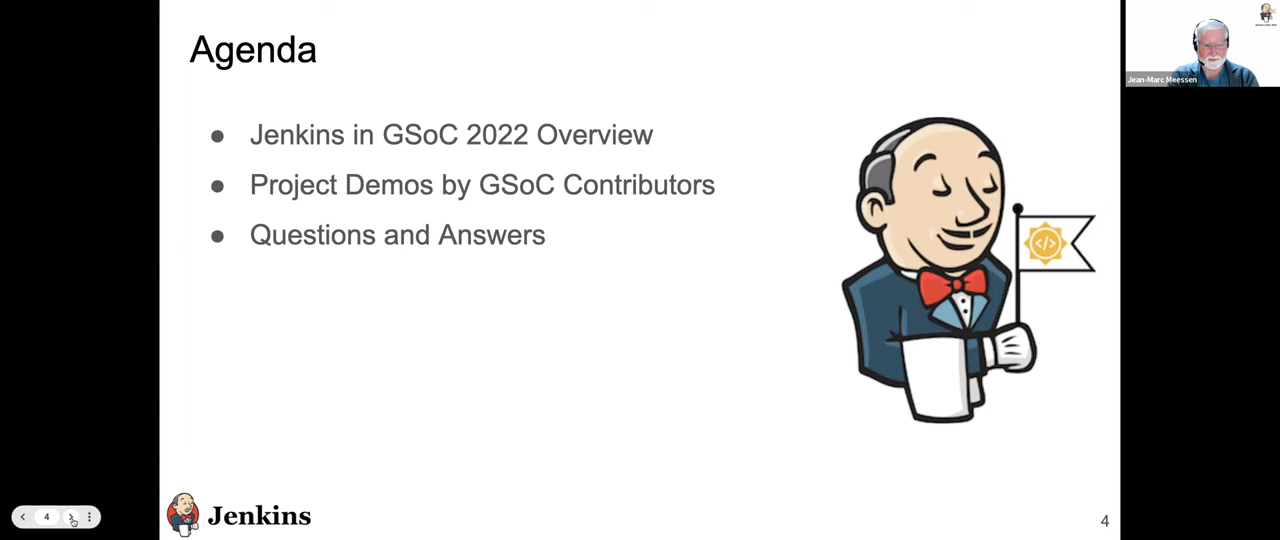 Agenda
● Jenkins in GSoC 2022 Overview
● Project Demos by GSoC Contributors
● Questions and Answers
</>
Jean-Marc Meessen
4
Jenkins
4